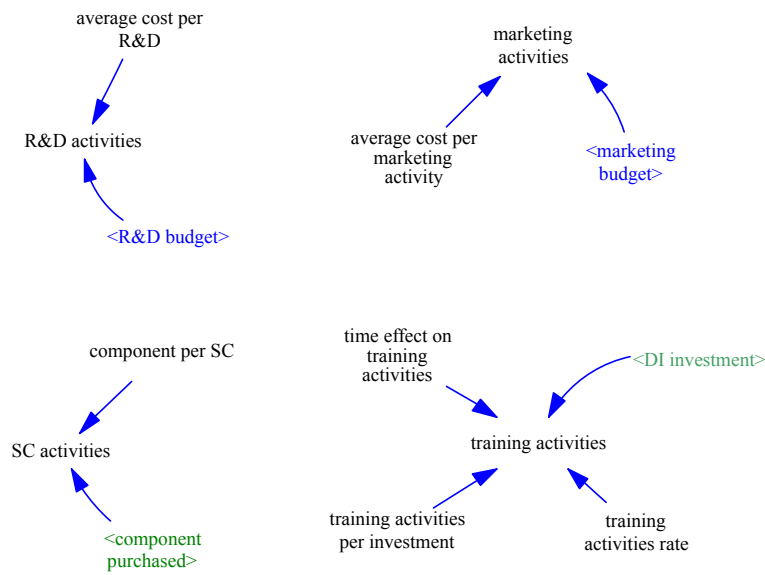 average cost per
R&D
R&D activities
<R&D budget>
marketing
activities
average cost per
marketing
activity
<marketing
budget>
component per SC
SC activities
<component
purchased>
time effect on
training
activities
<DI investment>
training activities
training activities
per investment
training
activities rate